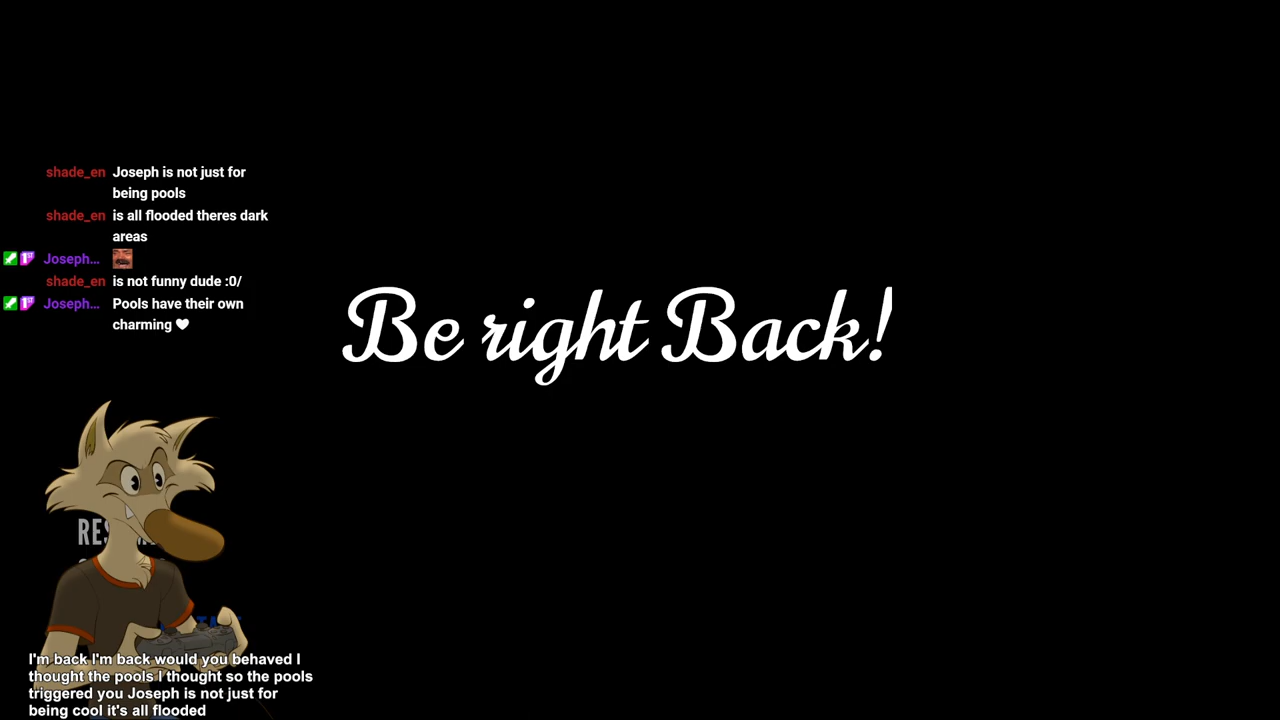 shade_en Joseph is not just for
being pools
shade_en is all flooded theres dark
areas
Joseph...
shade_en is not funny dude :0/
Joseph... Pools have their own
charming 🤍
Be right Back!
I'm back I'm back would you behaved I
thought the pools I thought so the pools
triggered you Joseph is not just for
being cool it's all flooded